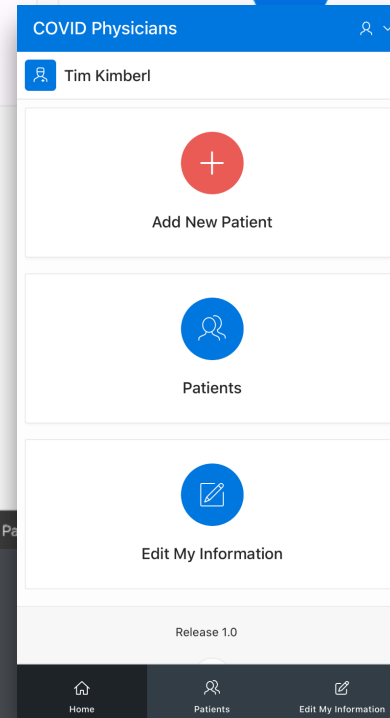 COVID Physicians
Tim Kimberl
Add New Patient
Patients
Edit My Information
Release 1.0
Pa
Home
Patients
Edit My Information